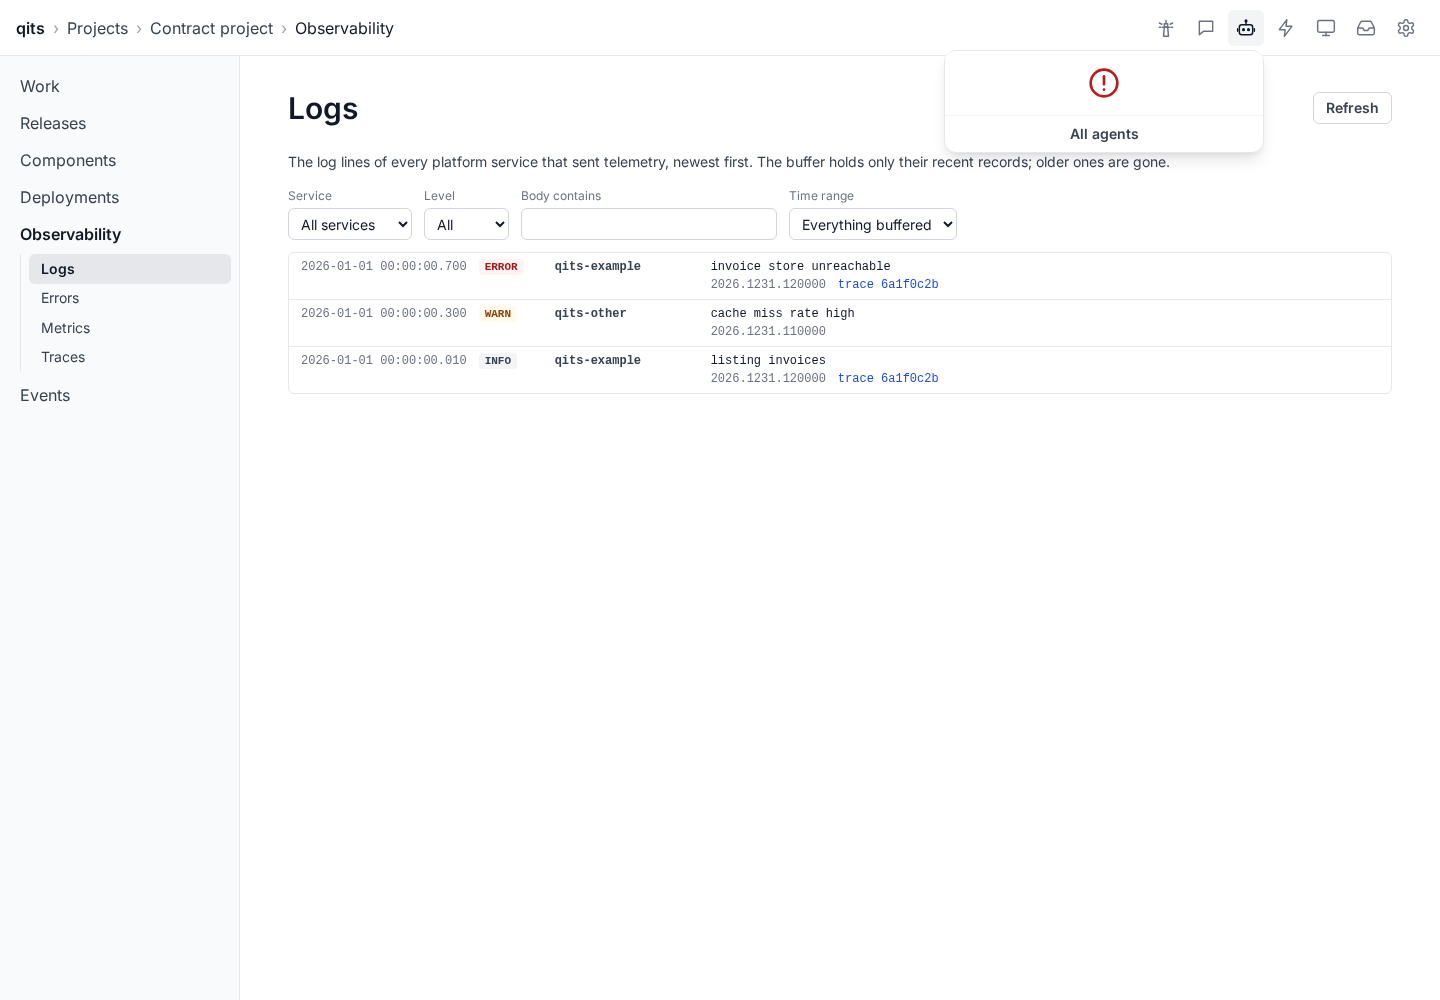 qits › Projects › Contract project › Observability
Work
Releases
Components
Deployments
Observability
Logs
Errors
Metrics
Traces
Events
All agents
Logs
Refresh
The log lines of every platform service that sent telemetry, newest first. The buffer holds only their recent records; older ones are gone.
Service Level Body contains Time range
All services All Everything buffered
2026-01-01 00:00:00.700 ERROR qits-example invoice store unreachable
2026.1231.120000 trace 6a1f0c2b
2026-01-01 00:00:00.300 WARN qits-other cache miss rate high
2026.1231.110000
2026-01-01 00:00:00.010 INFO qits-example listing invoices
2026.1231.120000 trace 6a1f0c2b